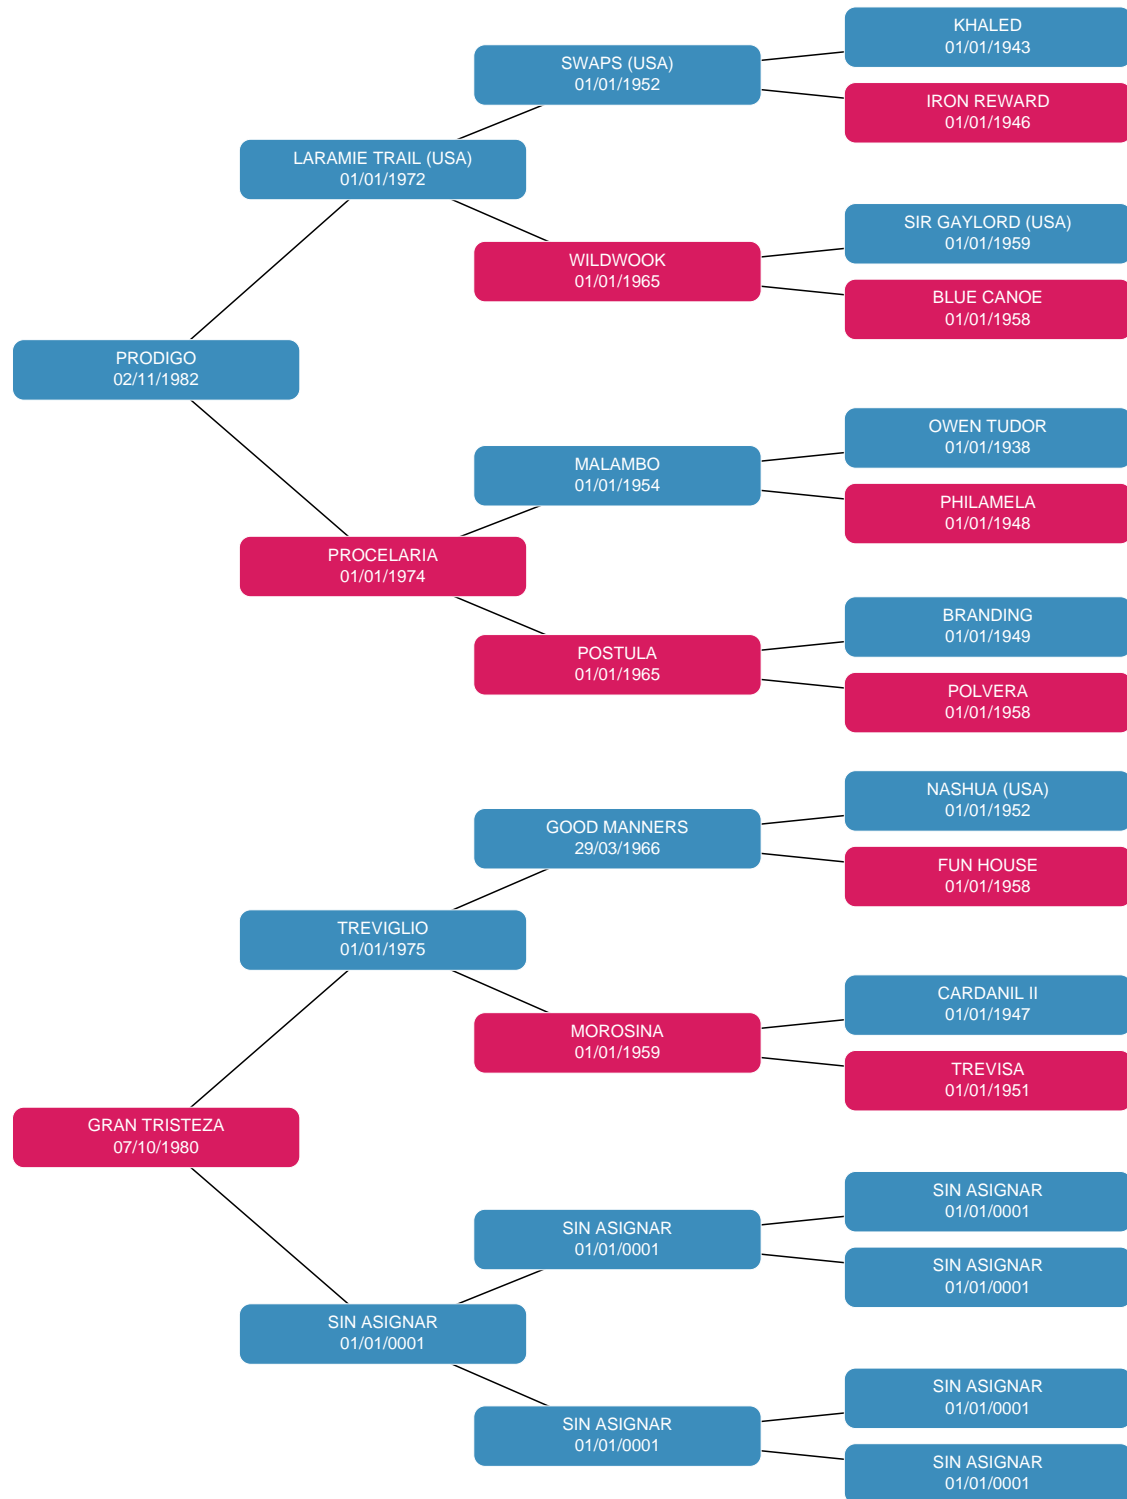 KHALED
01/01/1943
SWAPS (USA)
01/01/1952
IRON REWARD
01/01/1946
LARAMIE TRAIL (USA)
01/01/1972
SIR GAYLORD (USA)
01/01/1959
WILDWOOK
01/01/1965
BLUE CANOE
01/01/1958
PRODIGO
02/11/1982
OWEN TUDOR
01/01/1938
MALAMBO
01/01/1954
PHILAMELA
01/01/1948
PROCELARIA
01/01/1974
BRANDING
01/01/1949
POSTULA
01/01/1965
POLVERA
01/01/1958
NASHUA (USA)
01/01/1952
GOOD MANNERS
29/03/1966
FUN HOUSE
01/01/1958
TREVIGLIO
01/01/1975
CARDANIL II
01/01/1947
MOROSINA
01/01/1959
TREVISA
01/01/1951
GRAN TRISTEZA
07/10/1980
SIN ASIGNAR
01/01/0001
SIN ASIGNAR
01/01/0001
SIN ASIGNAR
01/01/0001
SIN ASIGNAR
01/01/0001
SIN ASIGNAR
01/01/0001
SIN ASIGNAR
01/01/0001
SIN ASIGNAR
01/01/0001